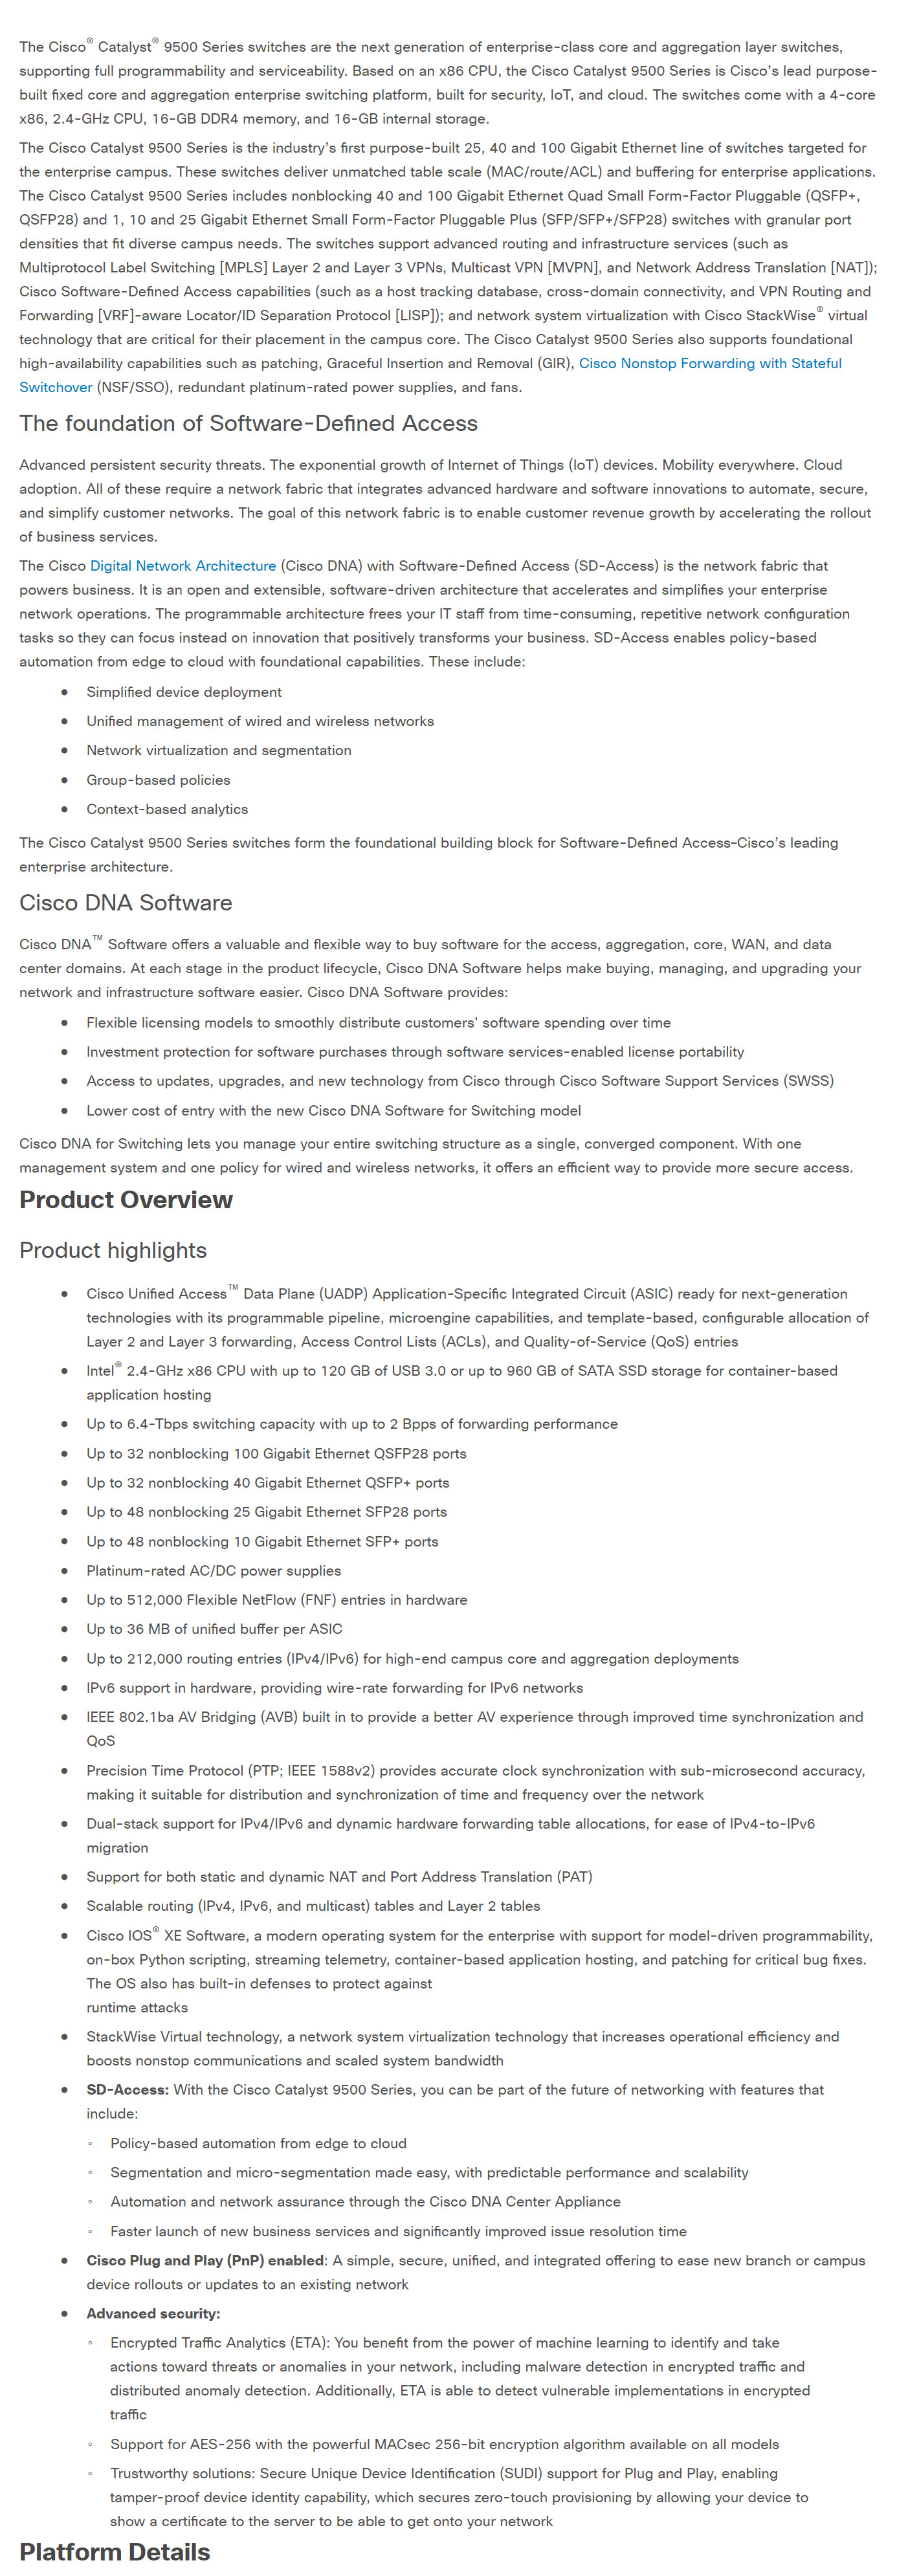 The Cisco® Catalyst® 9500 Series switches are the next generation of enterprise-class core and aggregation layer switches,
supporting full programmability and serviceability. Based on an x86 CPU, the Cisco Catalyst 9500 Series is Cisco's lead purpose-
built fixed core and aggregation enterprise switching platform, built for security, IoT, and cloud. The switches come with a 4-core
x86, 2.4-GHz CPU, 16-GB DDR4 memory, and 16-GB internal storage.
The Cisco Catalyst 9500 Series is the industry's first purpose-built 25, 40 and 100 Gigabit Ethernet line of switches targeted for
the enterprise campus. These switches deliver unmatched table scale (MAC/route/ACL) and buffering for enterprise applications.
The Cisco Catalyst 9500 Series includes nonblocking 40 and 100 Gigabit Ethernet Quad Small Form-Factor Pluggable (QSFP+,
QSFP28) and 1, 10 and 25 Gigabit Ethernet Small Form-Factor Pluggable Plus (SFP/SFP+/SFP28) switches with granular port
densities that fit diverse campus needs. The switches support advanced routing and infrastructure services (such as
Multiprotocol Label Switching [MPLS] Layer 2 and Layer 3 VPNs, Multicast VPN [MVPN], and Network Address Translation [NAT]);
Cisco Software-Defined Access capabilities (such as a host tracking database, cross-domain connectivity, and VPN Routing and
Forwarding [VRF]-aware Locator/ID Separation Protocol [LISP]); and network system virtualization with Cisco StackWise® virtual
technology that are critical for their placement in the campus core. The Cisco Catalyst 9500 Series also supports foundational
high-availability capabilities such as patching, Graceful Insertion and Removal (GIR), Cisco Nonstop Forwarding with Stateful
Switchover (NSF/SSO), redundant platinum-rated power supplies, and fans.
The foundation of Software-Defined Access
Advanced persistent security threats. The exponential growth of Internet of Things (IoT) devices. Mobility everywhere. Cloud
adoption. All of these require a network fabric that integrates advanced hardware and software innovations to automate, secure,
and simplify customer networks. The goal of this network fabric is to enable customer revenue growth by accelerating the rollout
of business services.
The Cisco Digital Network Architecture (Cisco DNA) with Software-Defined Access (SD-Access) is the network fabric that
powers business. It is an open and extensible, software-driven architecture that accelerates and simplifies your enterprise
network operations. The programmable architecture frees your IT staff from time-consuming, repetitive network configuration
tasks so they can focus instead on innovation that positively transforms your business. SD-Access enables policy-based
automation from edge to cloud with foundational capabilities. These include:
● Simplified device deployment
● Unified management of wired and wireless networks
● Network virtualization and segmentation
● Group-based policies
● Context-based analytics
The Cisco Catalyst 9500 Series switches form the foundational building block for Software-Defined Access–Cisco's leading
enterprise architecture.
Cisco DNA Software
Cisco DNA™ Software offers a valuable and flexible way to buy software for the access, aggregation, core, WAN, and data
center domains. At each stage in the product lifecycle, Cisco DNA Software helps make buying, managing, and upgrading your
network and infrastructure software easier. Cisco DNA Software provides:
● Flexible licensing models to smoothly distribute customers' software spending over time
● Investment protection for software purchases through software services-enabled license portability
● Access to updates, upgrades, and new technology from Cisco through Cisco Software Support Services (SWSS)
● Lower cost of entry with the new Cisco DNA Software for Switching model
Cisco DNA for Switching lets you manage your entire switching structure as a single, converged component. With one
management system and one policy for wired and wireless networks, it offers an efficient way to provide more secure access.
Product Overview
Product highlights
● Cisco Unified Access™ Data Plane (UADP) Application-Specific Integrated Circuit (ASIC) ready for next-generation
technologies with its programmable pipeline, microengine capabilities, and template-based, configurable allocation of
Layer 2 and Layer 3 forwarding, Access Control Lists (ACLs), and Quality-of-Service (QoS) entries
● Intel® 2.4-GHz x86 CPU with up to 120 GB of USB 3.0 or up to 960 GB of SATA SSD storage for container-based
application hosting
● Up to 6.4-Tbps switching capacity with up to 2 Bpps of forwarding performance
● Up to 32 nonblocking 100 Gigabit Ethernet QSFP28 ports
● Up to 32 nonblocking 40 Gigabit Ethernet QSFP+ ports
● Up to 48 nonblocking 25 Gigabit Ethernet SFP28 ports
● Up to 48 nonblocking 10 Gigabit Ethernet SFP+ ports
● Platinum-rated AC/DC power supplies
● Up to 512,000 Flexible NetFlow (FNF) entries in hardware
● Up to 36 MB of unified buffer per ASIC
● Up to 212,000 routing entries (IPv4/IPv6) for high-end campus core and aggregation deployments
● IPv6 support in hardware, providing wire-rate forwarding for IPv6 networks
● IEEE 802.1ba AV Bridging (AVB) built in to provide a better AV experience through improved time synchronization and
QoS
● Precision Time Protocol (PTP; IEEE 1588v2) provides accurate clock synchronization with sub-microsecond accuracy,
making it suitable for distribution and synchronization of time and frequency over the network
● Dual-stack support for IPv4/IPv6 and dynamic hardware forwarding table allocations, for ease of IPv4-to-IPv6
migration
● Support for both static and dynamic NAT and Port Address Translation (PAT)
● Scalable routing (IPv4, IPv6, and multicast) tables and Layer 2 tables
● Cisco IOS® XE Software, a modern operating system for the enterprise with support for model-driven programmability,
on-box Python scripting, streaming telemetry, container-based application hosting, and patching for critical bug fixes.
The OS also has built-in defenses to protect against
runtime attacks
● StackWise Virtual technology, a network system virtualization technology that increases operational efficiency and
boosts nonstop communications and scaled system bandwidth
● SD-Access: With the Cisco Catalyst 9500 Series, you can be part of the future of networking with features that
include:
◦ Policy-based automation from edge to cloud
◦ Segmentation and micro-segmentation made easy, with predictable performance and scalability
◦ Automation and network assurance through the Cisco DNA Center Appliance
◦ Faster launch of new business services and significantly improved issue resolution time
● Cisco Plug and Play (PnP) enabled: A simple, secure, unified, and integrated offering to ease new branch or campus
device rollouts or updates to an existing network
● Advanced security:
◦ Encrypted Traffic Analytics (ETA): You benefit from the power of machine learning to identify and take
actions toward threats or anomalies in your network, including malware detection in encrypted traffic and
distributed anomaly detection. Additionally, ETA is able to detect vulnerable implementations in encrypted
traffic
◦ Support for AES-256 with the powerful MACsec 256-bit encryption algorithm available on all models
◦ Trustworthy solutions: Secure Unique Device Identification (SUDI) support for Plug and Play, enabling
tamper-proof device identity capability, which secures zero-touch provisioning by allowing your device to
show a certificate to the server to be able to get onto your network
Platform Details